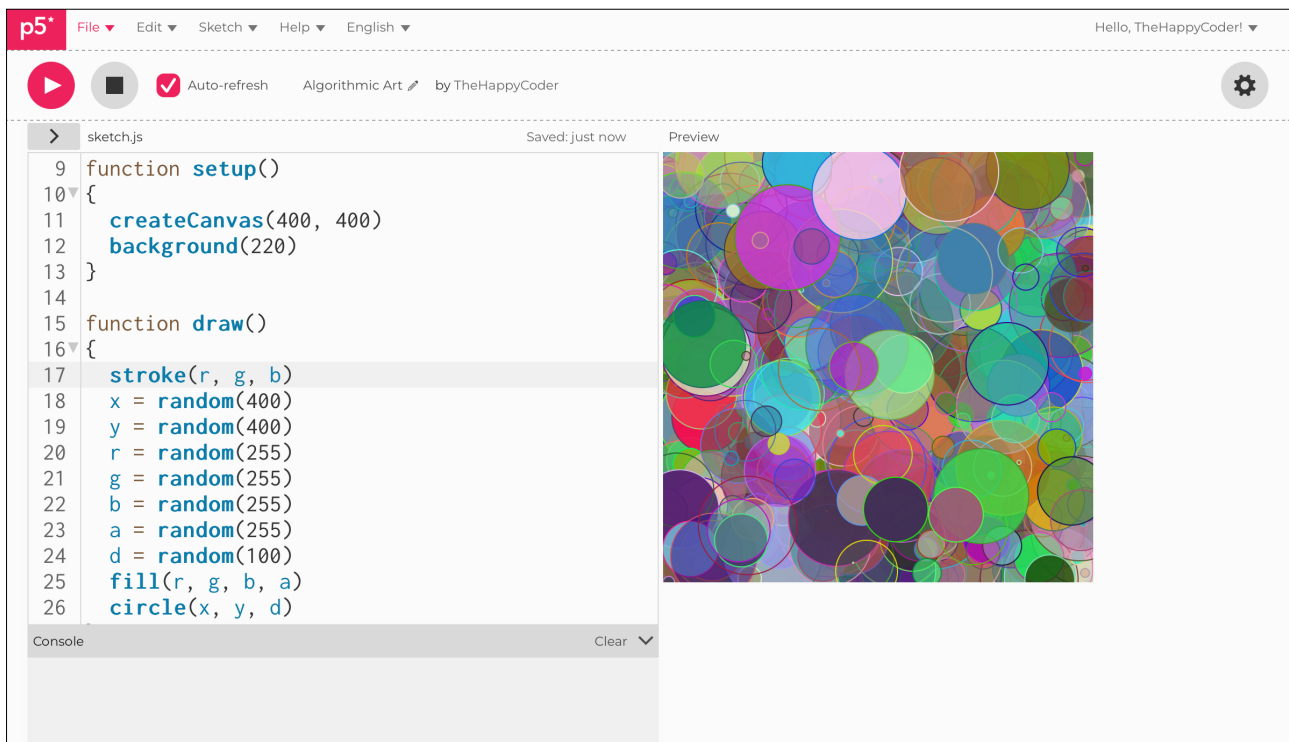 p5* File Edit Sketch Help English Hello, TheHappyCoder!
Auto-refresh Algorithmic Art by TheHappyCoder
sketch.js Saved: just now Preview
9 function setup()
10 {
11 createCanvas(400, 400)
12 background(220)
13 }
14
15 function draw()
16 {
17 stroke(r, g, b)
18 x = random(400)
19 y = random(400)
20 r = random(255)
21 g = random(255)
22 b = random(255)
23 a = random(255)
24 d = random(100)
25 fill(r, g, b, a)
26 circle(x, y, d)
Console Clear